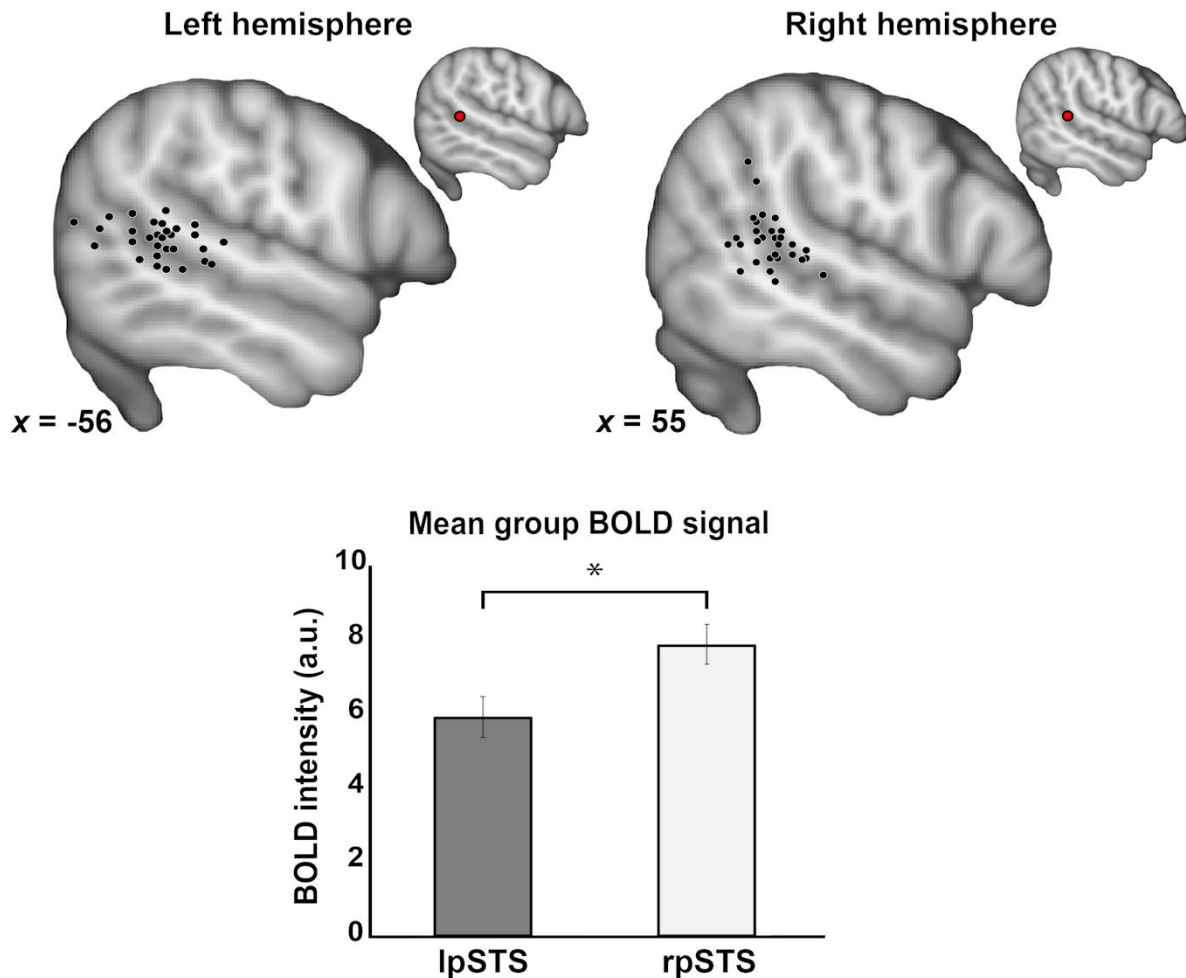 Left hemisphere
Right hemisphere
x = -56
x = 55
Mean group BOLD signal
*
BOLD intensity (a.u.)
10
8
6
4
2
0
lpSTS
rpSTS